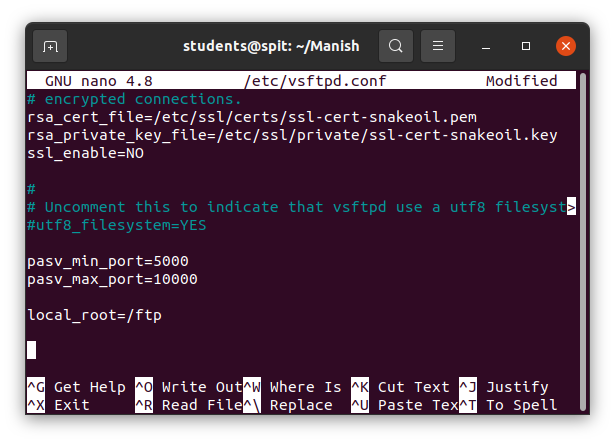 students@spit: ~/Manish
GNU nano 4.8 /etc/vsftpd.conf Modified
# encrypted connections.
rsa_cert_file=/etc/ssl/certs/ssl-cert-snakeoil.pem
rsa_private_key_file=/etc/ssl/private/ssl-cert-snakeoil.key
ssl_enable=NO
#
# Uncomment this to indicate that vsftpd use a utf8 filesyst>
#utf8_filesystem=YES
pasv_min_port=5000
pasv_max_port=10000
local_root=/ftp
^G Get Help ^O Write Out^W Where Is ^K Cut Text ^J Justify
^X Exit ^R Read File^\ Replace ^U Paste Tex^T To Spell